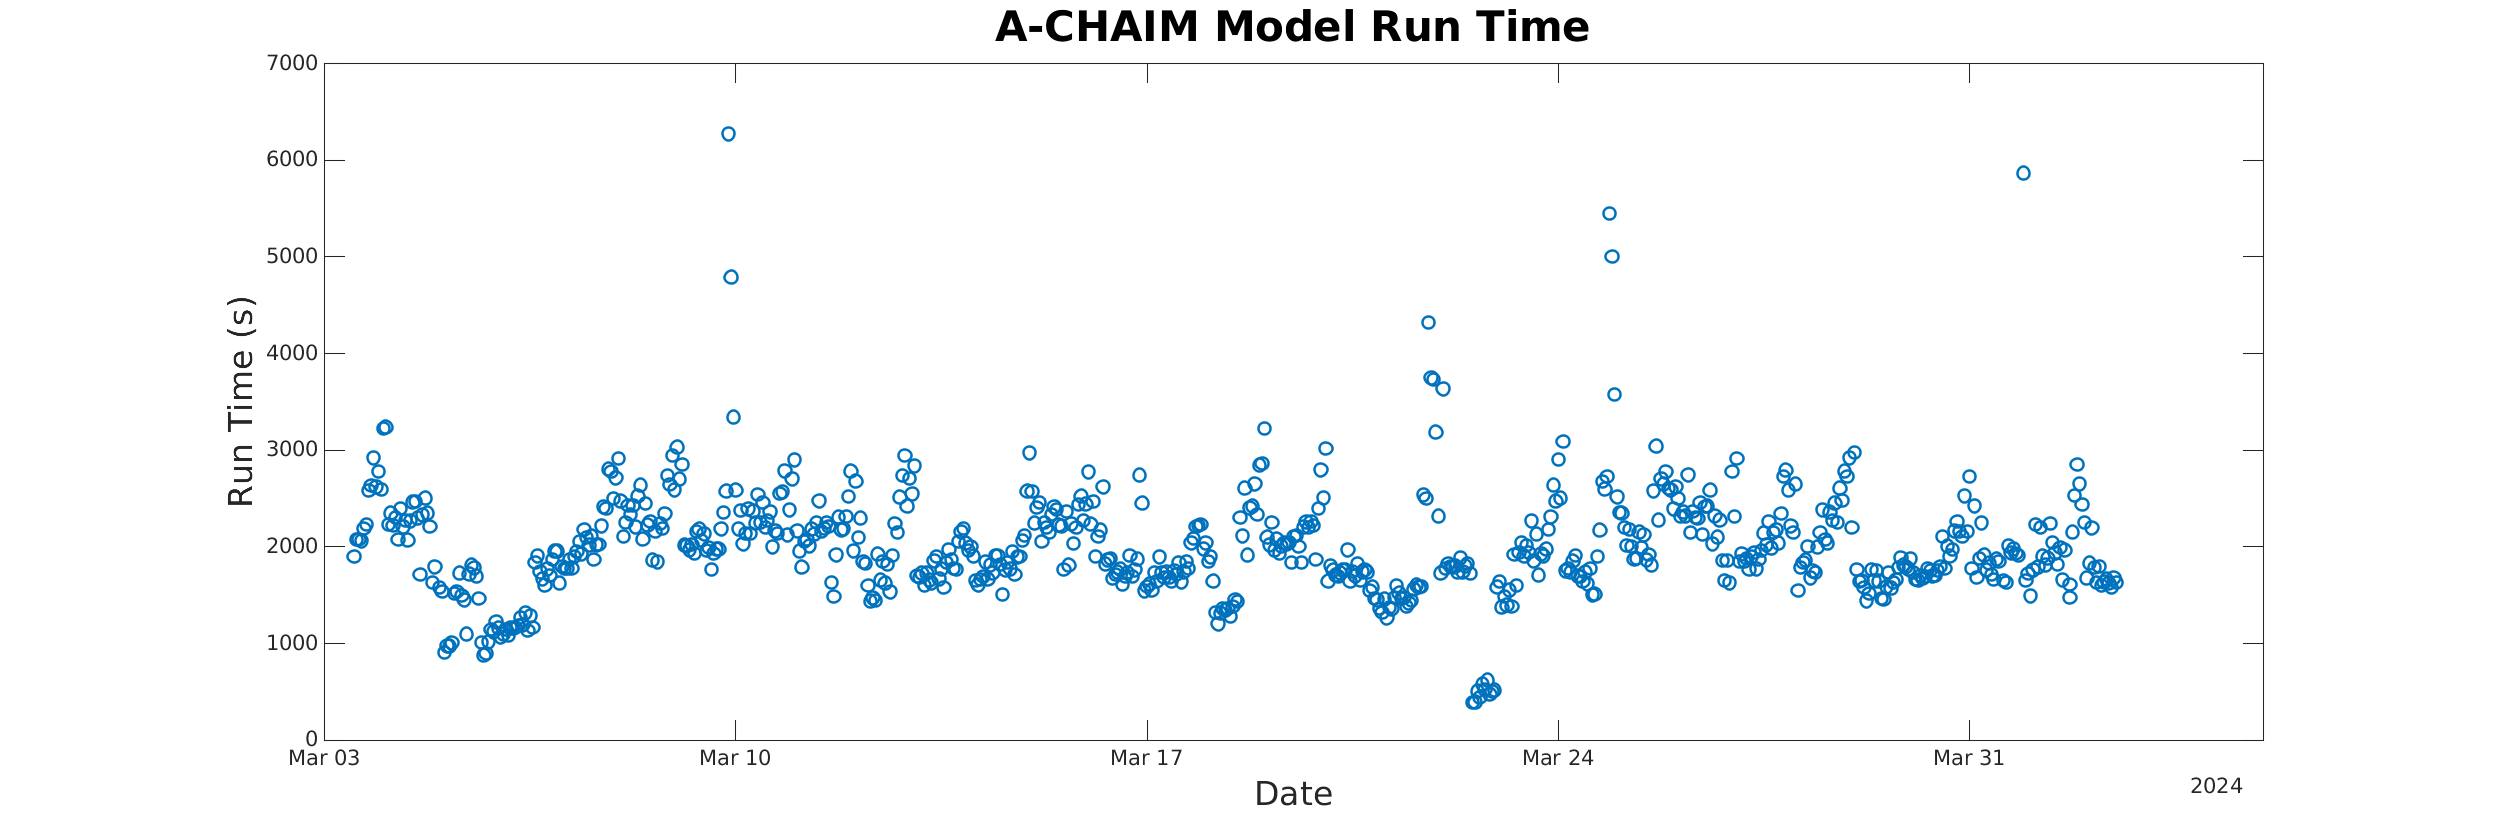 A-CHAIM Model Run Time
7000
6000
5000
4000
3000
2000
1000
0
Run Time (s)
Mar 03
Mar 10
Mar 17
Mar 24
Mar 31
2024
Date